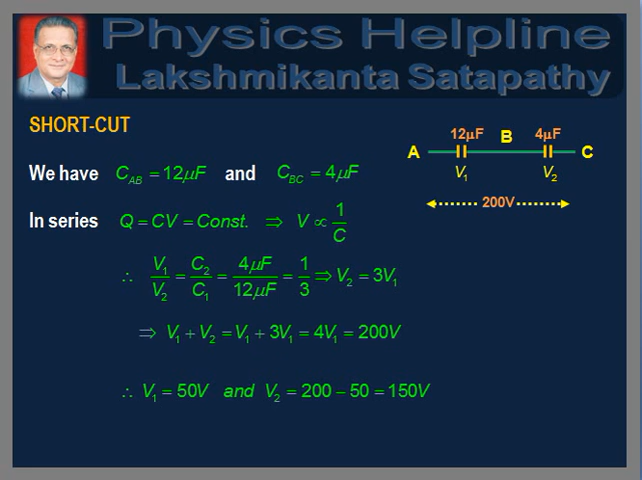 Physics Helpline
Lakshmikanta Satapathy
SHORT-CUT
12μF B 4μF
A C
V₁ V₂
200V
We have C_AB = 12μF and C_BC = 4μF
In series Q = CV = Const. ⇒ V ∝ 1/C
∴ V₁/V₂ = C₂/C₁ = 4μF/12μF = 1/3 ⇒ V₂ = 3V₁
⇒ V₁ + V₂ = V₁ + 3V₁ = 4V₁ = 200V
∴ V₁ = 50V and V₂ = 200 − 50 = 150V